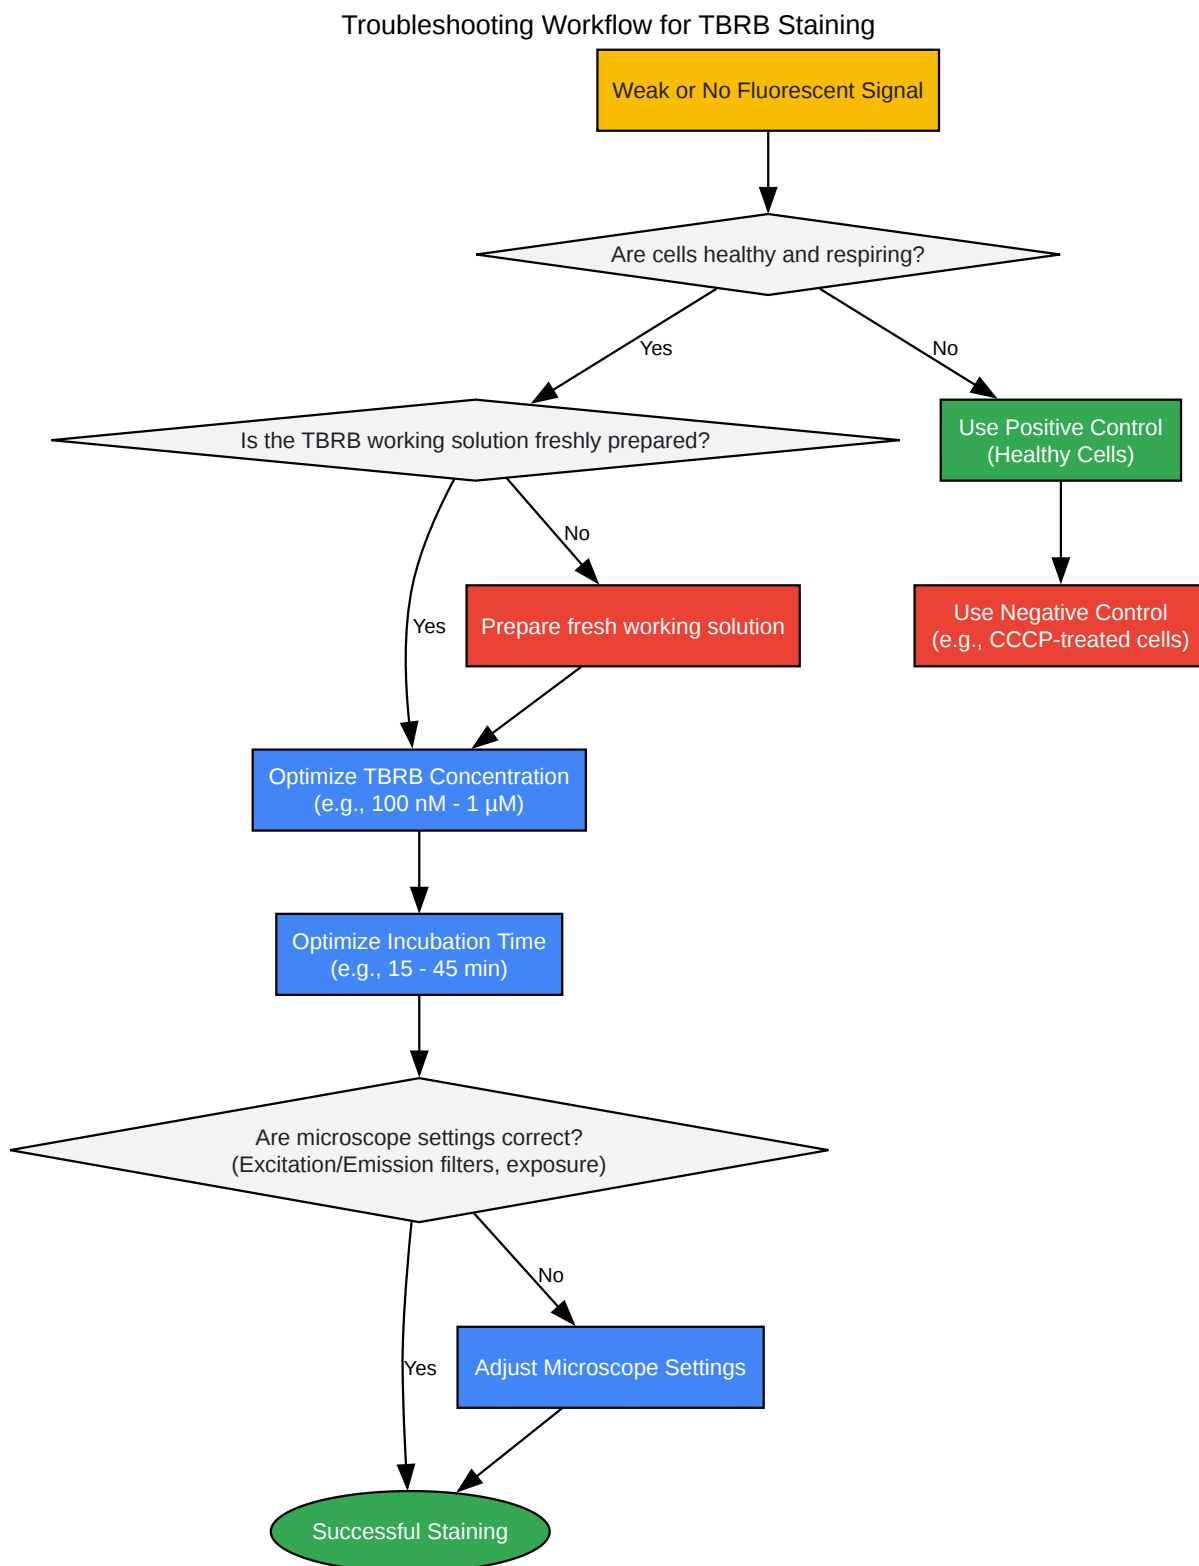 Troubleshooting Workflow for TBRB Staining
Weak or No Fluorescent Signal
Are cells healthy and respiring?
Yes
No
Is the TBRB working solution freshly prepared?
Use Positive Control
(Healthy Cells)
No
Yes
Prepare fresh working solution
Use Negative Control
(e.g., CCCP-treated cells)
Optimize TBRB Concentration
(e.g., 100 nM - 1 µM)
Optimize Incubation Time
(e.g., 15 - 45 min)
Are microscope settings correct?
(Excitation/Emission filters, exposure)
No
Yes
Adjust Microscope Settings
Successful Staining